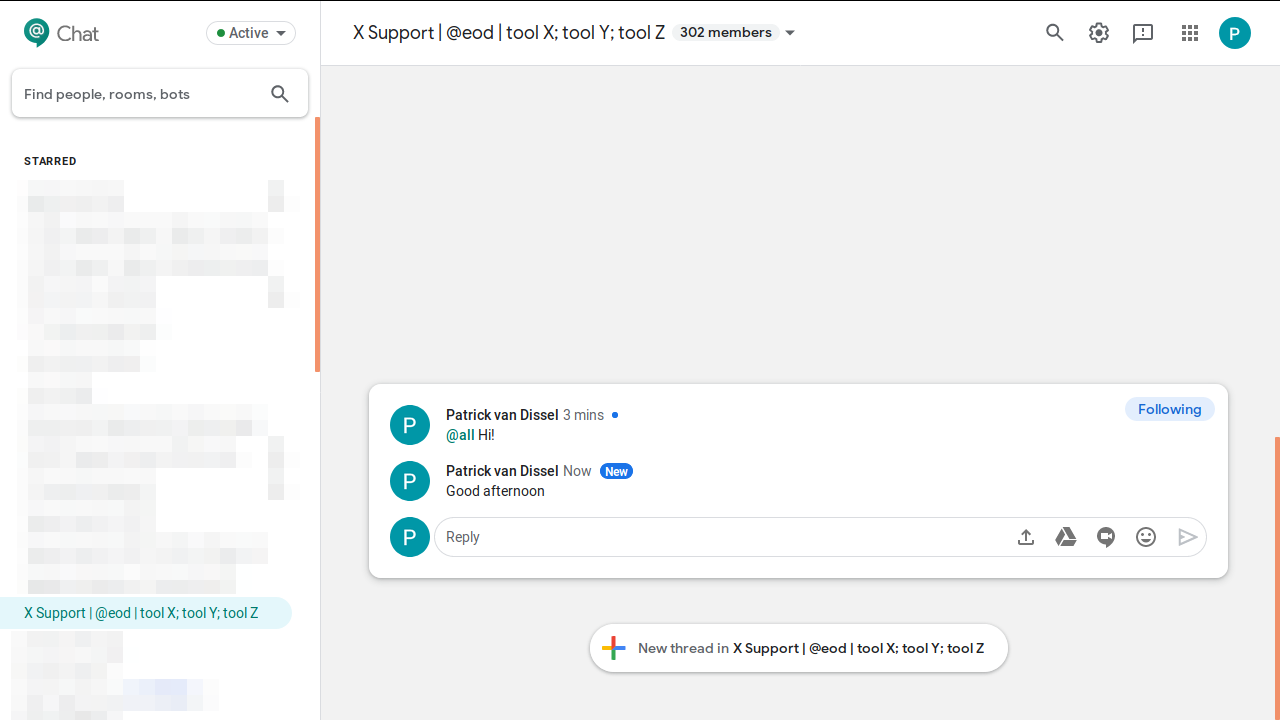 Chat
Active
X Support | @eod | tool X; tool Y; tool Z 302 members
P
Find people, rooms, bots
STARRED
X Support | @eod | tool X; tool Y; tool Z
Following
P
Patrick van Dissel 3 mins
@all Hi!
P
Patrick van Dissel Now New
Good afternoon
P
Reply
New thread in X Support | @eod | tool X; tool Y; tool Z